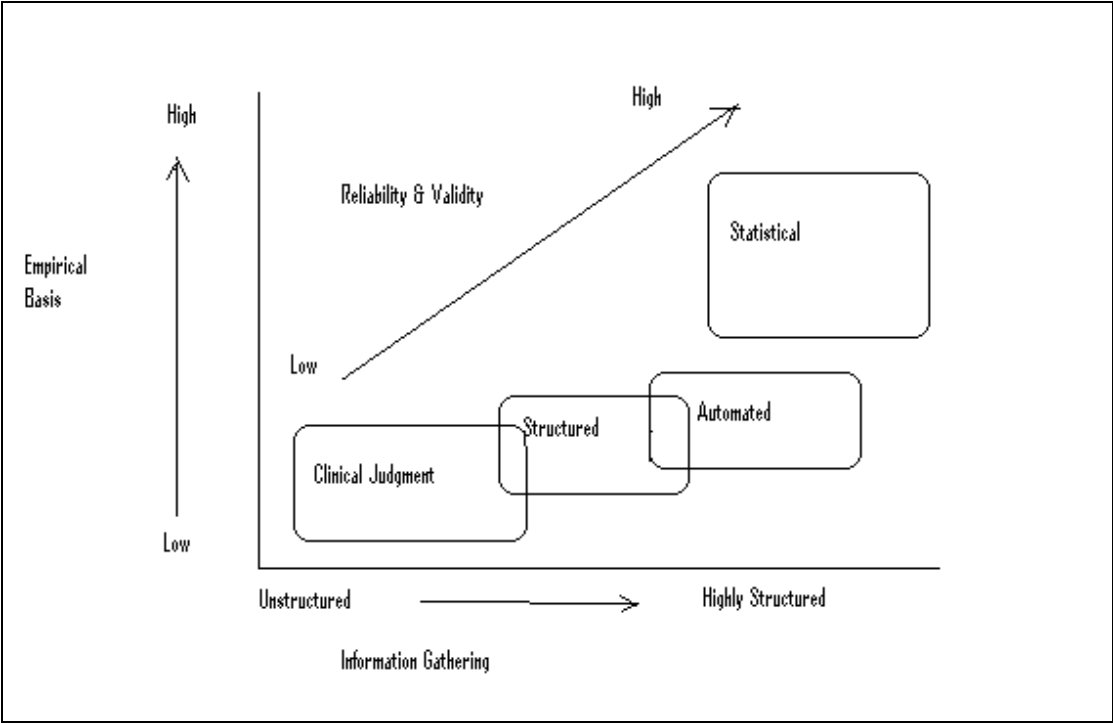 High
High
Reliability & Validity
Statistical
Empirical
Basis
Low
Automated
Structured
Clinical Judgment
Low
Unstructured
Highly Structured
Information Gathering